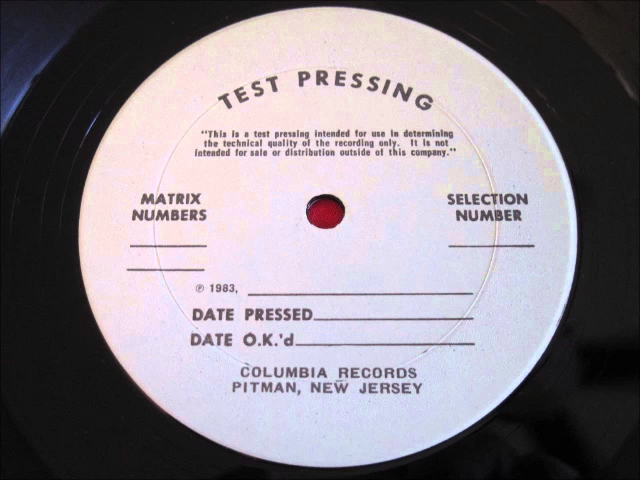 TEST PRESSING
"This is a test pressing intended for use in determining
the technical quality of the recording only. It is not
intended for sale or distribution outside of this company."
MATRIX
NUMBERS
SELECTION
NUMBER
℗ 1983,
DATE PRESSED
DATE O.K.'d
COLUMBIA RECORDS
PITMAN, NEW JERSEY